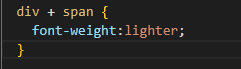 div + span {
  font-weight:lighter;
}